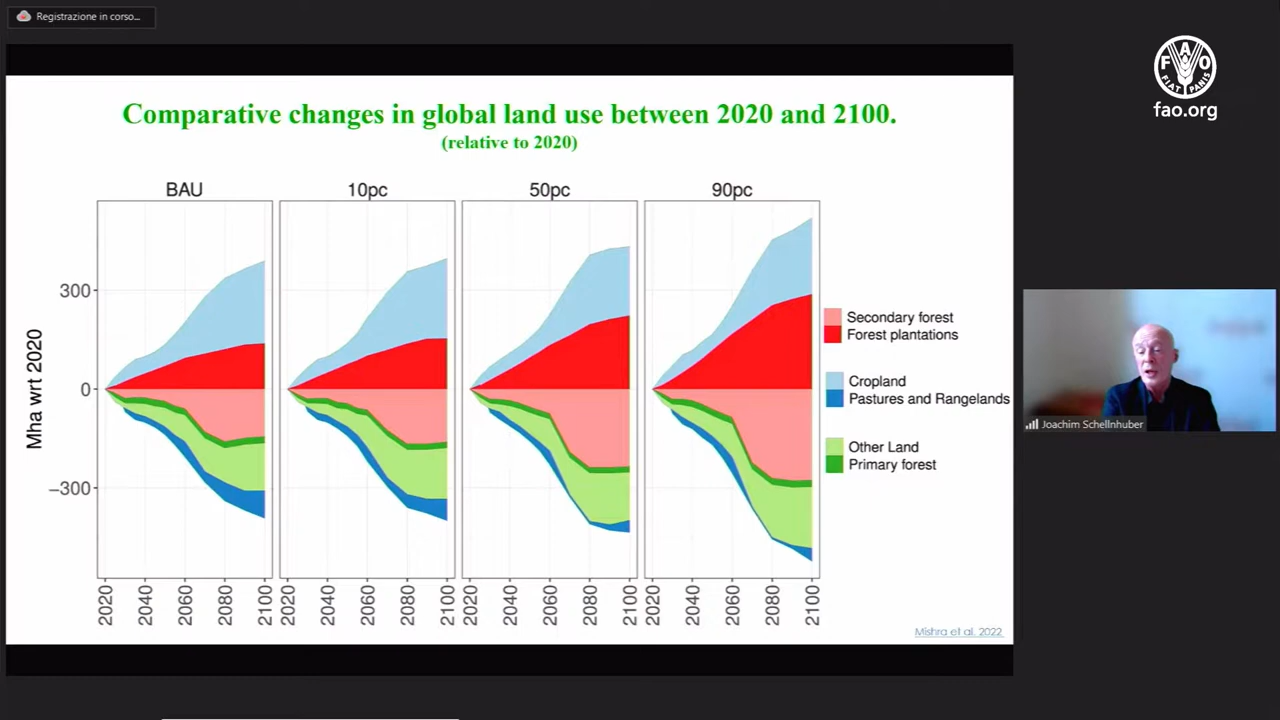 Registrazione in corso...
FAO
FIAT PANIS
fao.org
Comparative changes in global land use between 2020 and 2100.
(relative to 2020)
BAU
10pc
50pc
90pc
Mha wrt 2020
300
0
−300
2020 2040 2060 2080 2100
2020 2040 2060 2080 2100
2020 2040 2060 2080 2100
2020 2040 2060 2080 2100
Secondary forest
Forest plantations
Cropland
Pastures and Rangelands
Other Land
Primary forest
Mishra et al. 2022
Joachim Schellnhuber